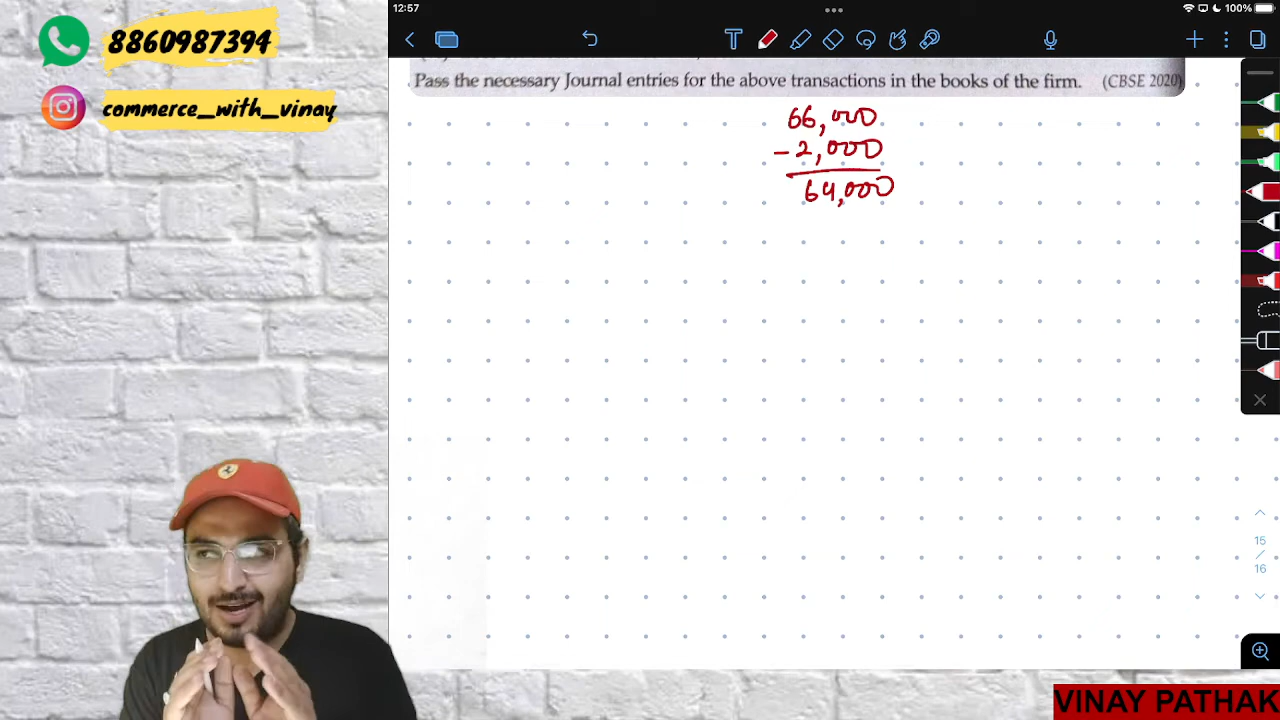 8860987394
commerce_with_vinay
12:57
100%
T
Pass the necessary Journal entries for the above transactions in the books of the firm. (CBSE 2020)
66,000
- 2,000
64,000
15
/
16
VINAY PATHAK